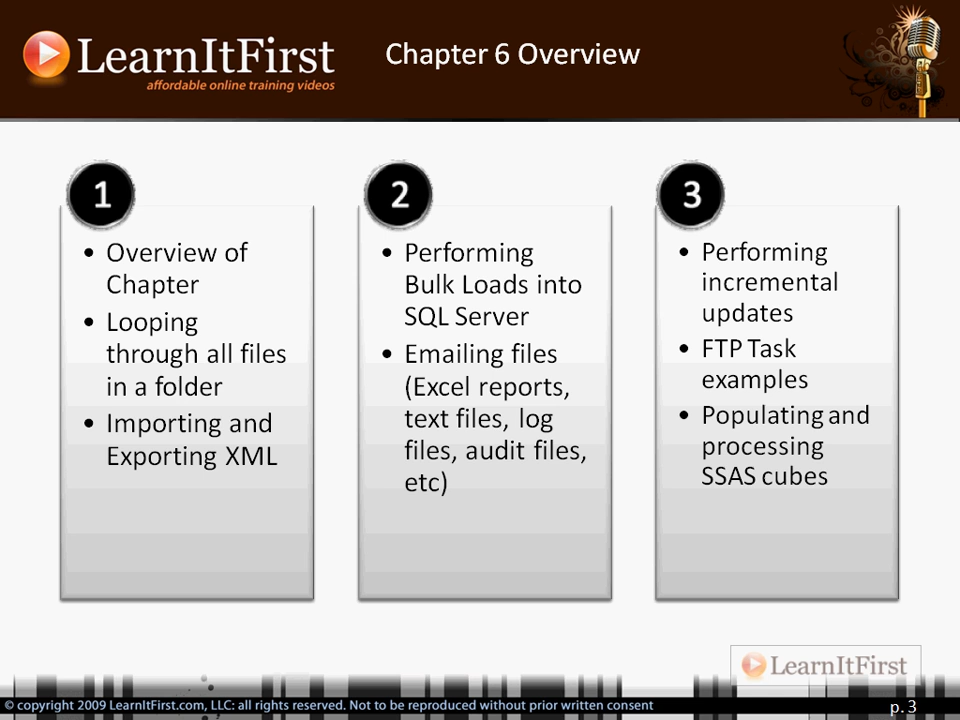 LearnItFirst
affordable online training videos
Chapter 6 Overview
1
• Overview of
Chapter
• Looping
through all files
in a folder
• Importing and
Exporting XML
2
• Performing
Bulk Loads into
SQL Server
• Emailing files
(Excel reports,
text files, log
files, audit files,
etc)
3
• Performing
incremental
updates
• FTP Task
examples
• Populating and
processing
SSAS cubes
LearnItFirst
© copyright 2009 LearnItFirst.com, LLC: all rights reserved. Not to be reproduced without prior written consent
p. 3